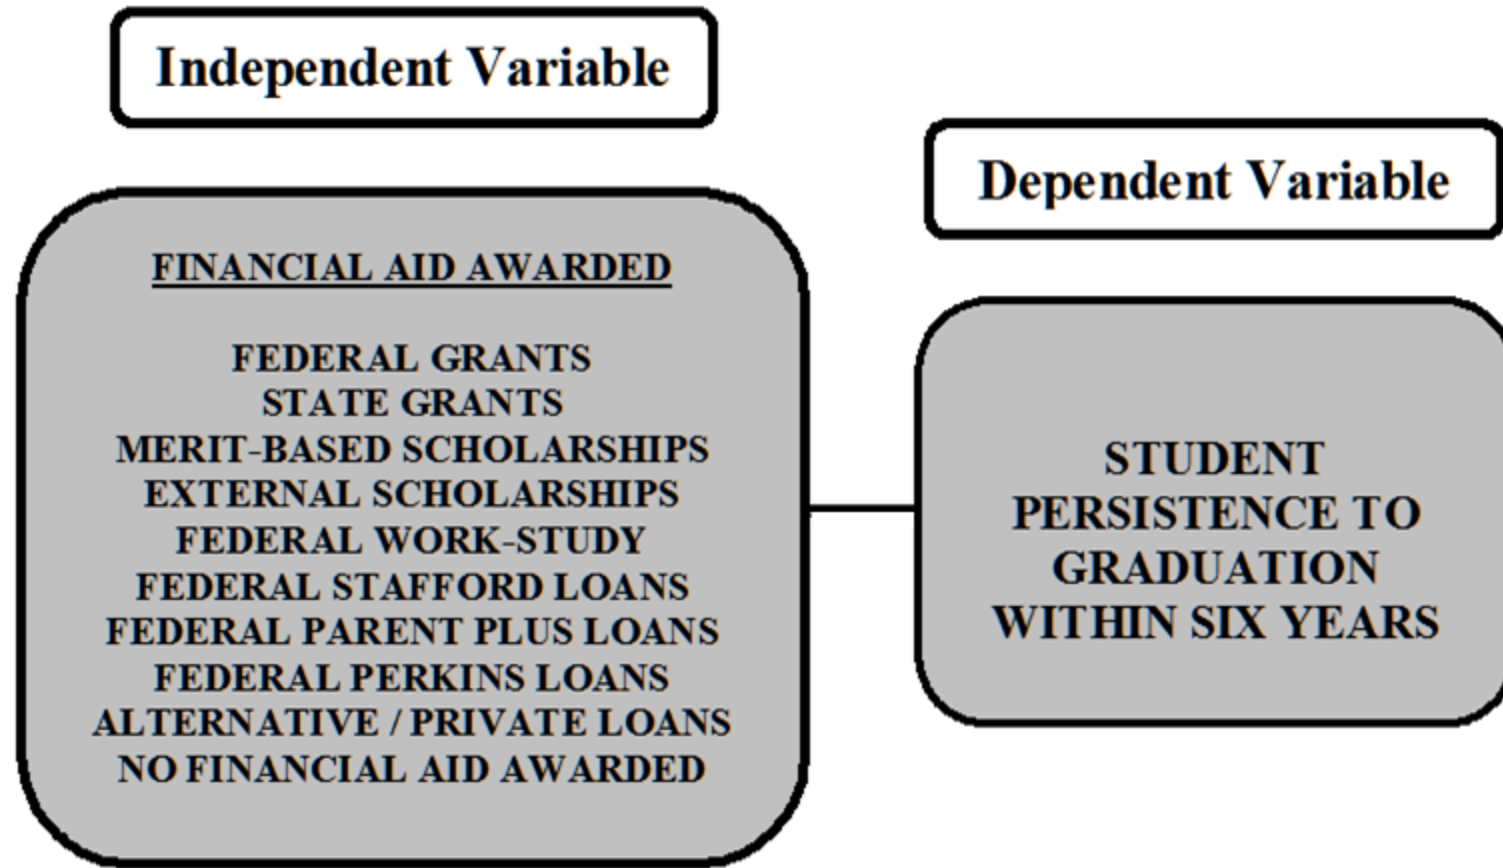 Independent Variable
Dependent Variable
FINANCIAL AID AWARDED
FEDERAL GRANTS
STATE GRANTS
MERIT-BASED SCHOLARSHIPS
EXTERNAL SCHOLARSHIPS
FEDERAL WORK-STUDY
FEDERAL STAFFORD LOANS
FEDERAL PARENT PLUS LOANS
FEDERAL PERKINS LOANS
ALTERNATIVE / PRIVATE LOANS
NO FINANCIAL AID AWARDED
STUDENT
PERSISTENCE TO
GRADUATION
WITHIN SIX YEARS